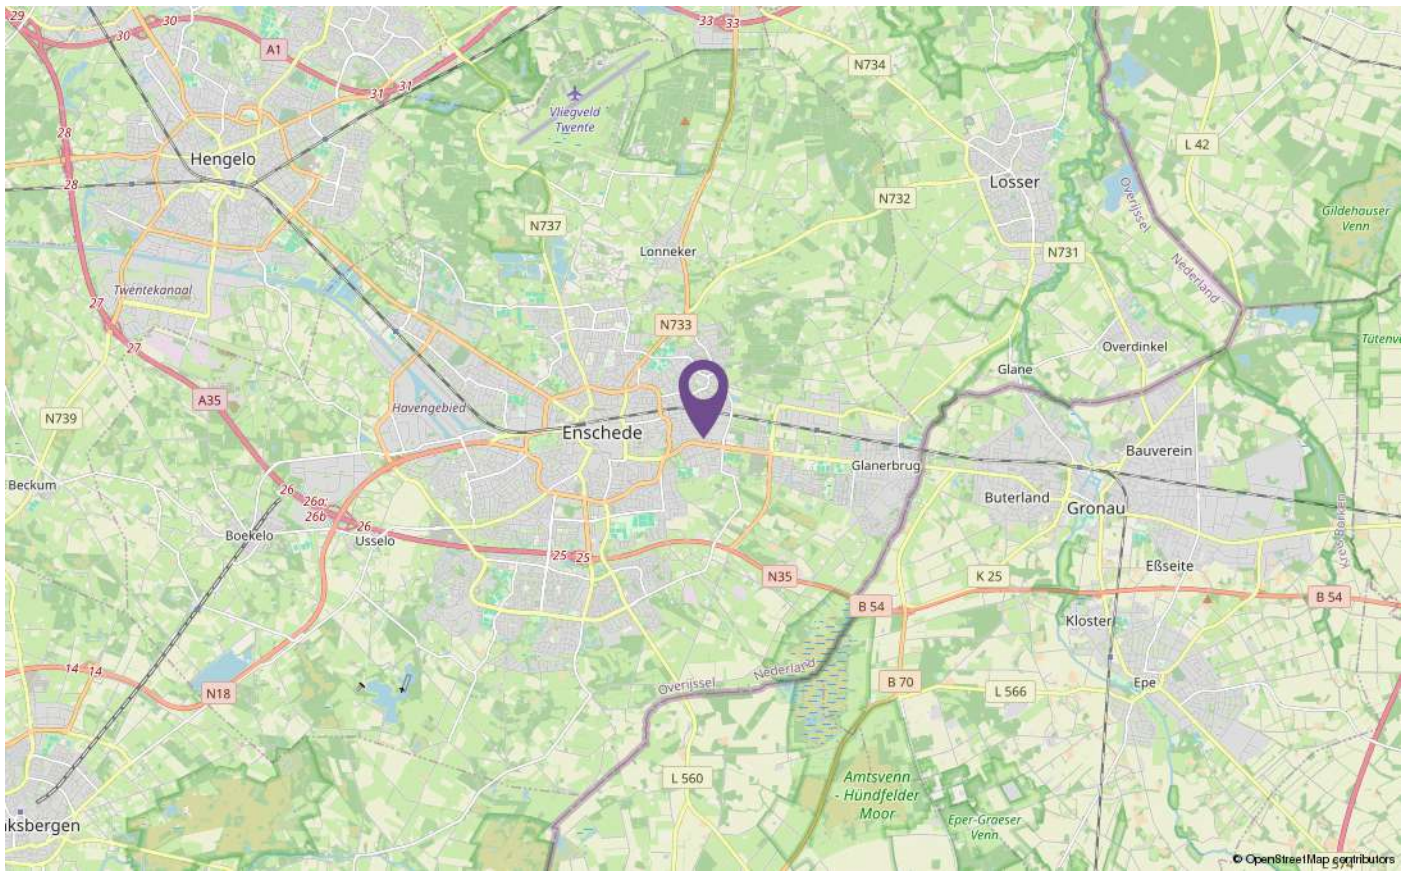 29
30
30
A1
31
31
33
33
N734
Vliegveld
Twente
28
28
Hengelo
L 42
Losser
Overijssel
Nederland
N732
N737
Gildehauser
Venn
Lonneker
N731
Twentekanaal
27
27
N733
Overdinkel
Glane
A35
N739
Havengebied
Enschede
Bauverein
Glanerbrug
Beckum
Buterland
Gronau
26
26a;
26b
26
Boekelo
Usselo
25
25
Eßseite
N35
K 25
B 54
B 54
Kloster
14
14
N18
Overijssel
Nederland
B 70
L 566
Epe
L 560
Amtsvenn
- Hündfelder
Moor
Eper-Graeser
Venn
ksbergen
© OpenStreetMap contributors